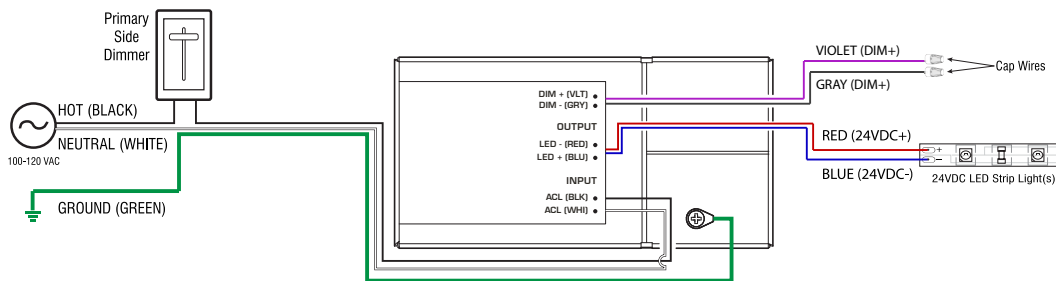 Primary
Side
Dimmer
HOT (BLACK)
NEUTRAL (WHITE)
100-120 VAC
GROUND (GREEN)
DIM + (VLT)
DIM - (GRY)
OUTPUT
LED - (RED)
LED + (BLU)
INPUT
ACL (BLK)
ACL (WHI)
VIOLET (DIM+)
GRAY (DIM+)
Cap Wires
RED (24VDC+)
BLUE (24VDC-)
+
−
24VDC LED Strip Light(s)